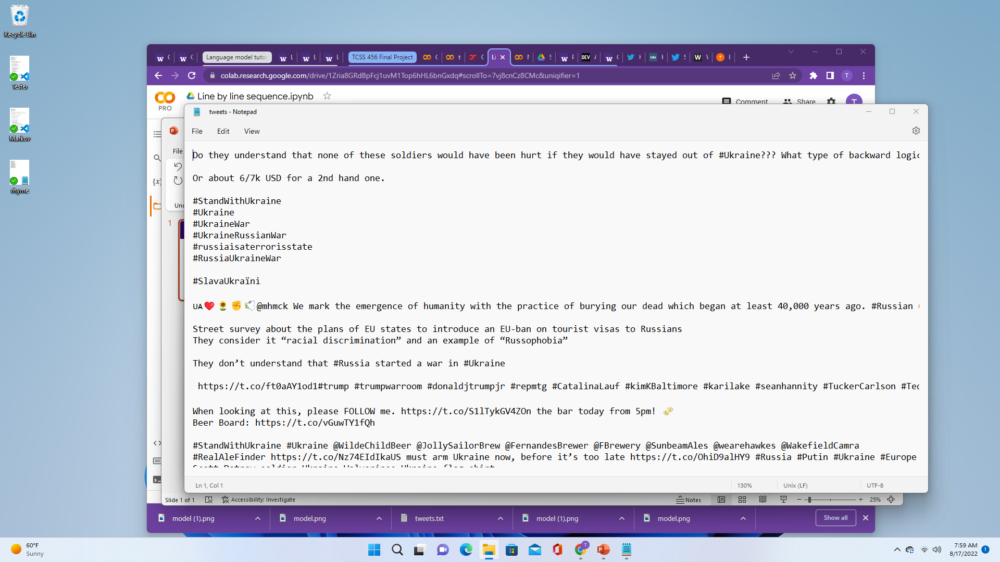 Recycle Bin
Tester
Markov
rhyme
Language model tutor
TCSS 456 Final Project
Li
colab.research.google.com/drive/1Zria8GRdBpFcj1uvM1Top6hHL6bnGxdq#scrollTo=7vj8cnCz8CMc&uniqifier=1
PRO
Line by line sequence.ipynb
Comment
Share
tweets - Notepad
File Edit View
File
Do they understand that none of these soldiers would have been hurt if they would have stayed out of #Ukraine??? What type of backward logic
Or about 6/7k USD for a 2nd hand one.
#StandWithUkraine
#Ukraine
#UkraineWar
#UkraineRussianWar
#russiaisaterrorisstate
#RussiaUkraineWar
#SlavaUkraïni
UA❤️🌻✊🕊️@mhmck We mark the emergence of humanity with the practice of burying our dead which began at least 40,000 years ago. #Russian
Street survey about the plans of EU states to introduce an EU-ban on tourist visas to Russians
They consider it “racial discrimination” and an example of “Russophobia”
They don’t understand that #Russia started a war in #Ukraine
https://t.co/ft0aAY1od1#trump #trumpwarroom #donaldjtrumpjr #repmtg #CatalinaLauf #kimKBaltimore #karilake #seanhannity #TuckerCarlson #Tec
When looking at this, please FOLLOW me. https://t.co/S1lTykGV4ZOn the bar today from 5pm! 🍻
Beer Board: https://t.co/vGuwTY1fQh
#StandWithUkraine #Ukraine @WildeChildBeer @JollySailorBrew @FernandesBrewer @FBrewery @SunbeamAles @wearehawkes @WakefieldCamra
#RealAleFinder https://t.co/Nz74EIdIkaUS must arm Ukraine now, before it’s too late https://t.co/OhiD9alHY9 #Russia #Putin #Ukraine #Europe
Ln 1, Col 1
130%
Unix (LF)
UTF-8
Slide 1 of 1
Accessibility: Investigate
Notes
25%
model (1).png
model.png
tweets.txt
model (1).png
model.png
Show all
60°F
Sunny
7:59 AM
8/17/2022
1